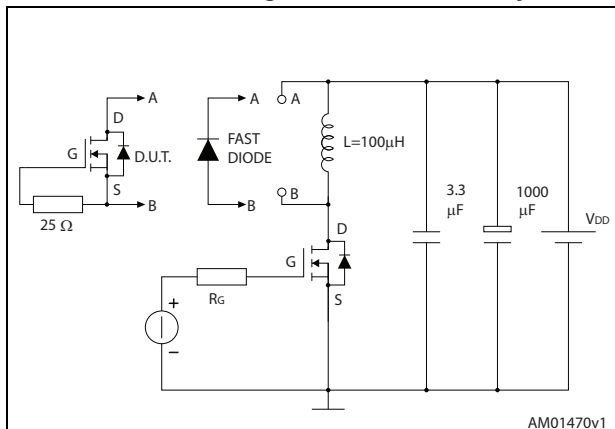 A
A
A
D
G
D.U.T.
FAST
DIODE
L=100µH
S
B
B
B
25 Ω
3.3
µF
1000
µF
VDD
D
G
S
RG
+
−
AM01470v1